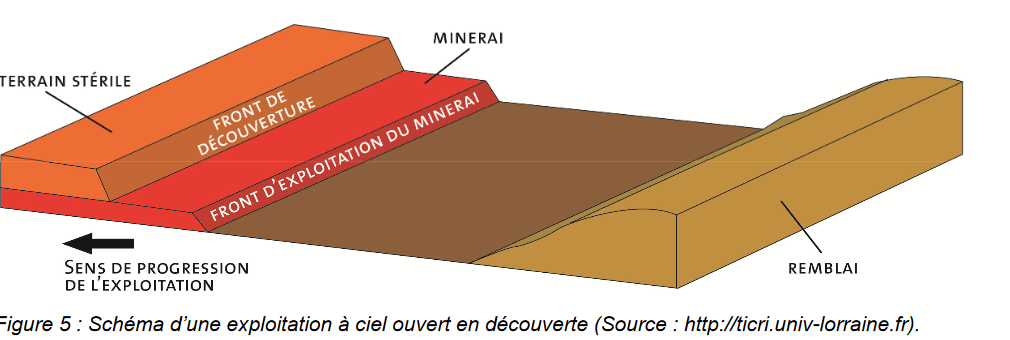 MINERAI
TERRAIN STÉRILE
FRONT DE
DÉCOUVERTURE
FRONT D'EXPLOITATION DU MINERAI
SENS DE PROGRESSION
DE L'EXPLOITATION
REMBLAI
Figure 5 : Schéma d'une exploitation à ciel ouvert en découverte (Source : http://ticri.univ-lorraine.fr).